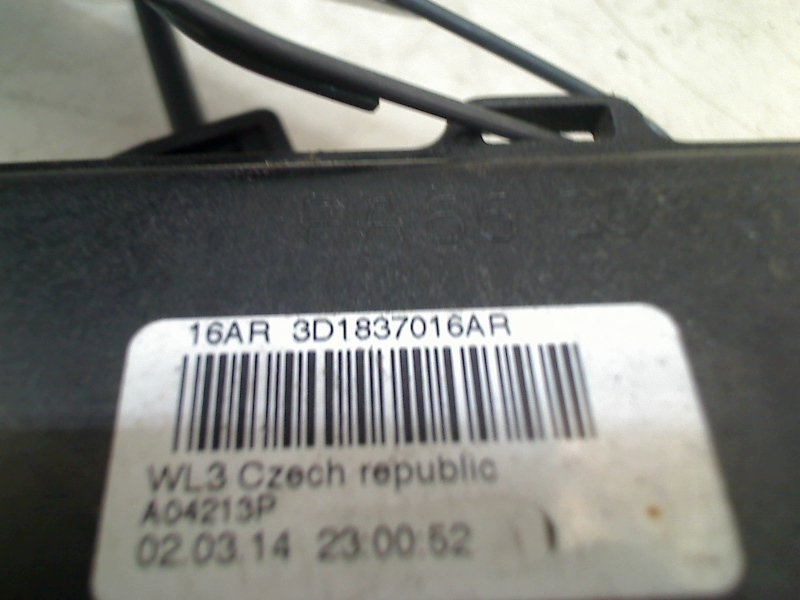 16AR 3D1837016AR
WL3 Czech republic
A04213P
02.03.14 23:00:52